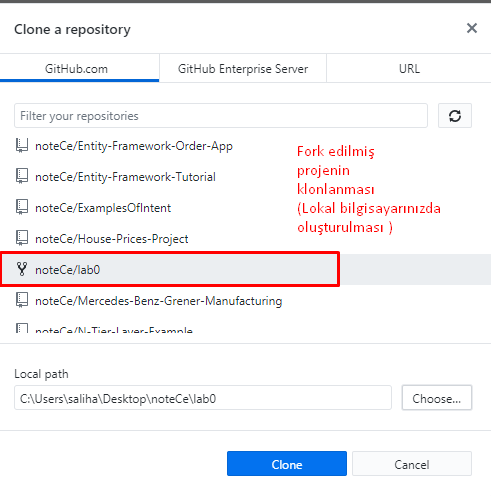 Clone a repository
GitHub.com
GitHub Enterprise Server
URL
Filter your repositories
noteCe/Entity-Framework-Order-App
noteCe/Entity-Framework-Tutorial
noteCe/ExamplesOfIntent
noteCe/House-Prices-Project
noteCe/lab0
noteCe/Mercedes-Benz-Grener-Manufacturing
noteCe/N-Tier-Layer-Example
Fork edilmiş
projenin
klonlanması
(Lokal bilgisayarınızda
oluşturulması )
Local path
C:\Users\saliha\Desktop\noteCe\lab0
Choose...
Clone
Cancel